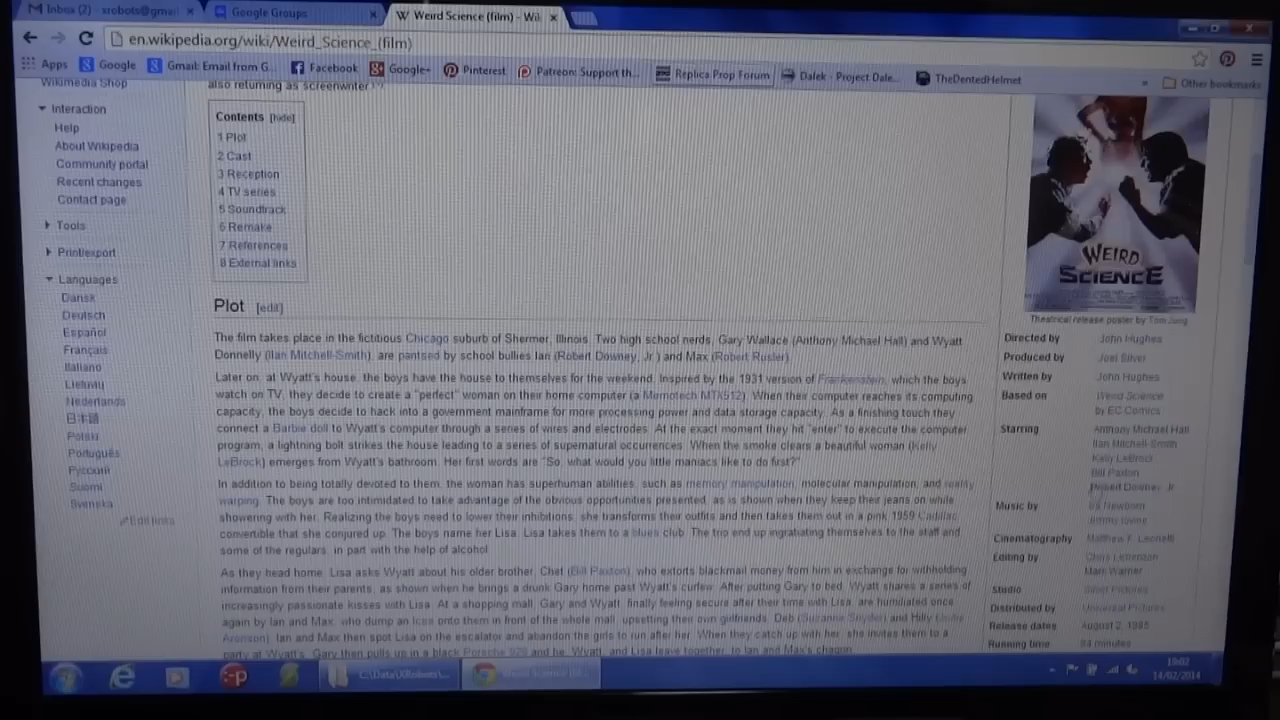 Inbox (2) - xrobots@gmail
Google Groups
Weird Science (film) - Wi
en.wikipedia.org/wiki/Weird_Science_(film)
Apps Google Gmail: Email from G... Facebook Google+ Pinterest Patreon: Support th... Replica Prop Forum Dalek - Project Dale... TheDentedHelmet » Other bookmarks
Wikimedia Shop
Interaction
Help
About Wikipedia
Community portal
Recent changes
Contact page
Tools
Print/export
Languages
Dansk
Deutsch
Español
Français
Italiano
Lietuvių
Nederlands
日本語
Polski
Português
Русский
Suomi
Svenska
Edit links
also returning as screenwriter
Contents [hide]
1 Plot
2 Cast
3 Reception
4 TV series
5 Soundtrack
6 Remake
7 References
8 External links
Plot [edit]
The film takes place in the fictitious Chicago suburb of Shermer, Illinois. Two high school nerds, Gary Wallace (Anthony Michael Hall) and Wyatt
Donnelly (Ilan Mitchell-Smith), are pantsed by school bullies Ian (Robert Downey, Jr.) and Max (Robert Rusler).
Later on, at Wyatt's house, the boys have the house to themselves for the weekend. Inspired by the 1931 version of Frankenstein, which the boys
watch on TV, they decide to create a "perfect" woman on their home computer (a Memotech MTX512). When their computer reaches its computing
capacity, the boys decide to hack into a government mainframe for more processing power and data storage capacity. As a finishing touch they
connect a Barbie doll to Wyatt's computer through a series of wires and electrodes. At the exact moment they hit "enter" to execute the computer
program, a lightning bolt strikes the house leading to a series of supernatural occurrences. When the smoke clears a beautiful woman (Kelly
LeBrock) emerges from Wyatt's bathroom. Her first words are "So, what would you little maniacs like to do first?"
In addition to being totally devoted to them, the woman has superhuman abilities, such as memory manipulation, molecular manipulation, and reality
warping. The boys are too intimidated to take advantage of the obvious opportunities presented, as is shown when they keep their jeans on while
showering with her. Realizing the boys need to lower their inhibitions, she transforms their outfits and then takes them out in a pink 1959 Cadillac
convertible that she conjured up. The boys name her Lisa. Lisa takes them to a blues club. The trio end up ingratiating themselves to the staff and
some of the regulars, in part with the help of alcohol.
As they head home, Lisa asks Wyatt about his older brother, Chet (Bill Paxton), who extorts blackmail money from him in exchange for withholding
information from their parents, as shown when he brings a drunk Gary home past Wyatt's curfew. After putting Gary to bed, Wyatt shares a series of
increasingly passionate kisses with Lisa. At a shopping mall, Gary and Wyatt, finally feeling secure after their time with Lisa, are humiliated once
again by Ian and Max, who dump an Icee onto them in front of the whole mall, upsetting their own girlfriends, Deb (Suzanne Snyder) and Hilly (Judie
Aronson). Ian and Max then spot Lisa on the escalator and abandon the girls to run after her. When they catch up with her, she invites them to a
party at Wyatt's. Gary then pulls up in a black Porsche 928 and he, Wyatt, and Lisa leave together, to Ian and Max's chagrin.
WEIRD
SCIENCE
Theatrical release poster by Tom Jung
Directed by John Hughes
Produced by Joel Silver
Written by John Hughes
Based on Weird Science
by EC Comics
Starring Anthony Michael Hall
Ilan Mitchell-Smith
Kelly LeBrock
Bill Paxton
Robert Downey, Jr.
Music by Ira Newborn
Jimmy Iovine
Cinematography Matthew F. Leonetti
Editing by Chris Lebenzon
Mark Warner
Studio Silver Pictures
Distributed by Universal Pictures
Release dates August 2, 1985
Running time 94 minutes
C:\Data\XRobots\...
Weird Science (fil...
19:02
14/02/2014